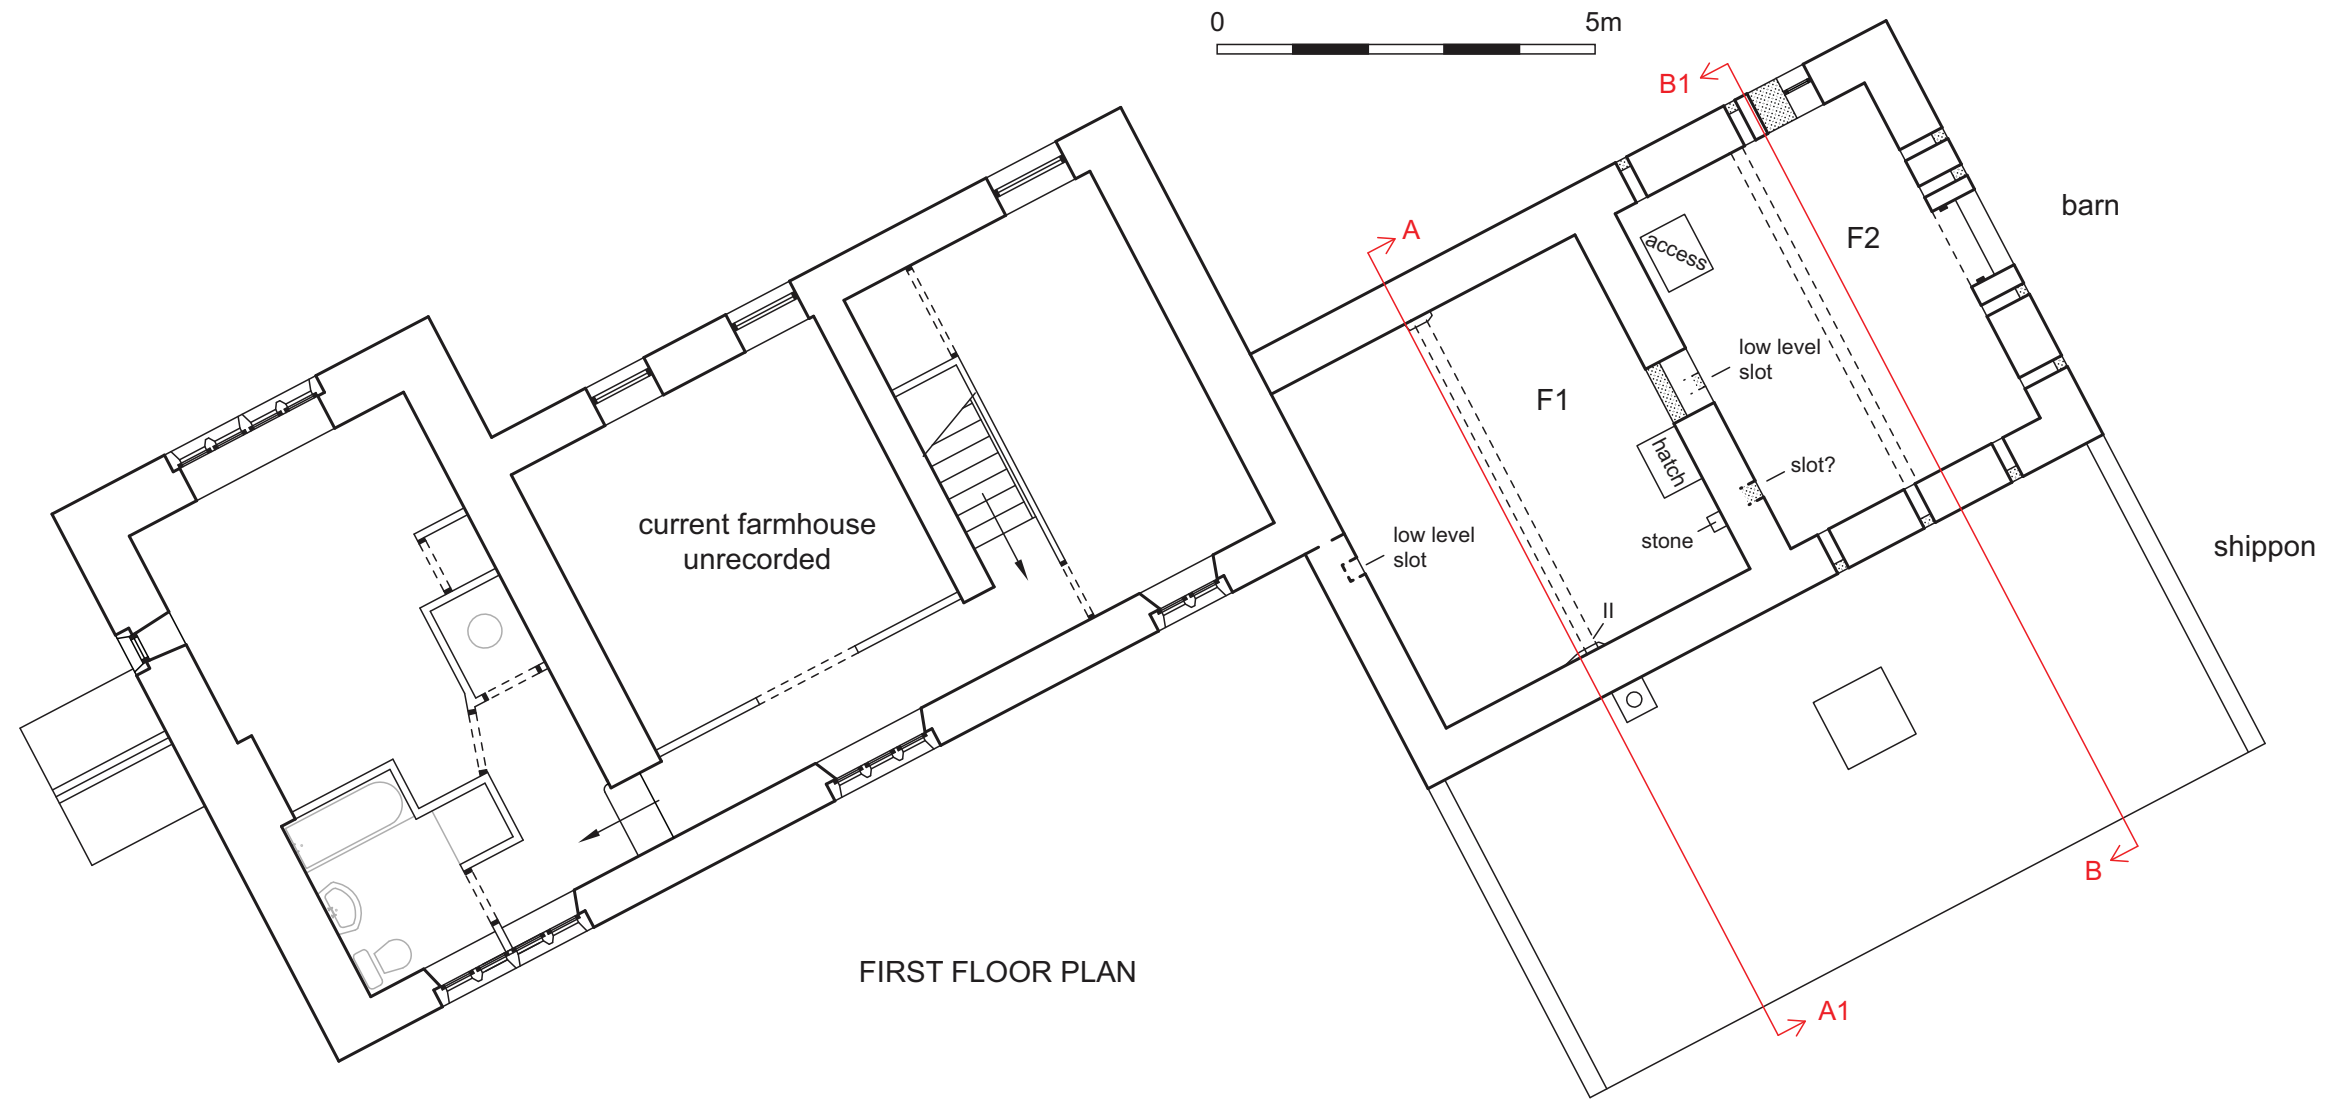 0 5m
B1
A
barn
F2
access
low level
slot
F1
hatch
slot?
stone
current farmhouse
unrecorded
low level
slot
shippon
II
B
FIRST FLOOR PLAN
A1